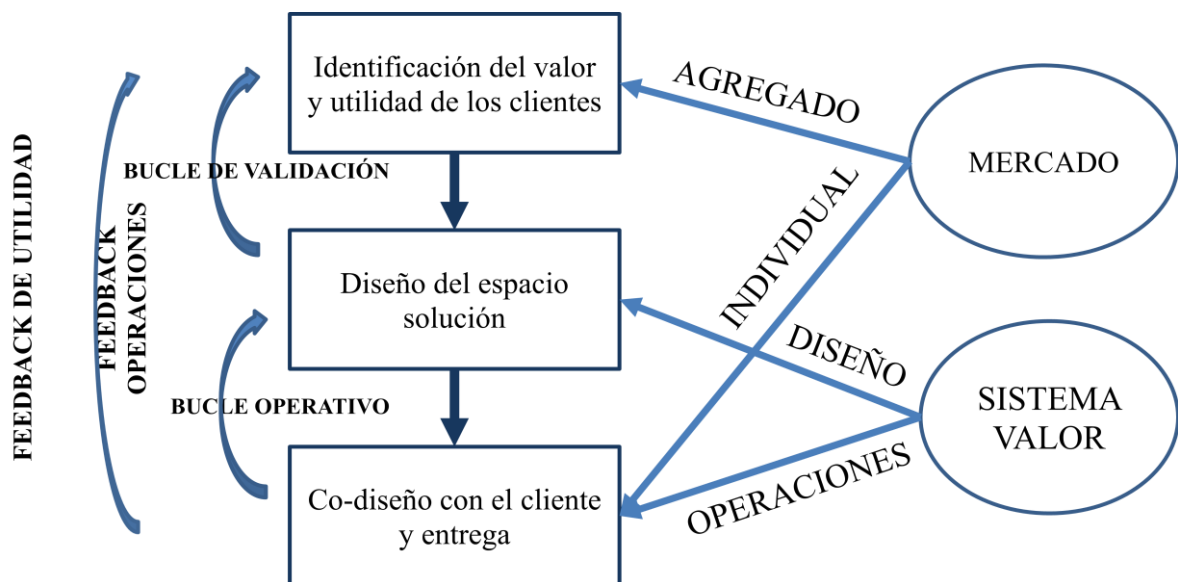 Identificación del valor
y utilidad de los clientes
AGREGADO
MERCADO
BUCLE DE VALIDACIÓN
INDIVIDUAL
FEEDBACK DE UTILIDAD
FEEDBACK
OPERACIONES
Diseño del espacio
solución
DISEÑO
SISTEMA
VALOR
BUCLE OPERATIVO
OPERACIONES
Co-diseño con el cliente
y entrega